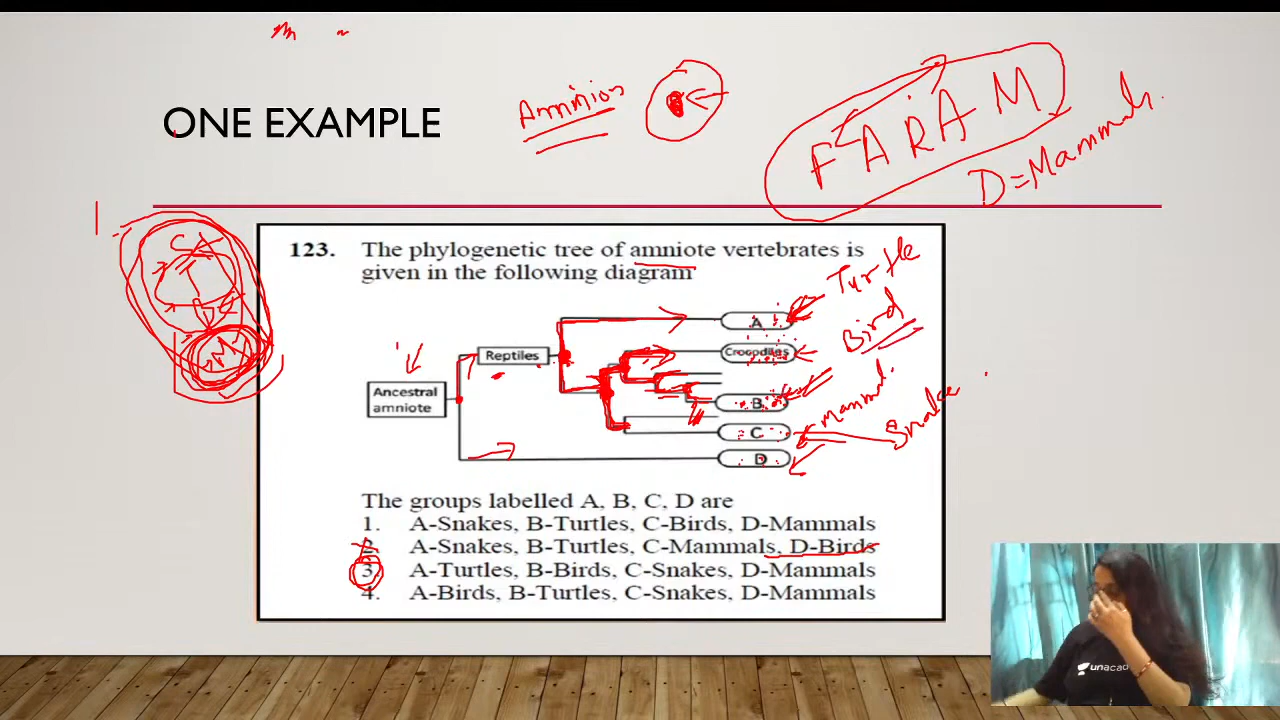 ONE EXAMPLE
Amnion
F A R A M
D = Mammals.
1.
123. The phylogenetic tree of amniote vertebrates is
given in the following diagram
Turtle
A
Bird
Reptiles
Crocodiles
Ancestral
amniote
B
Mammal
Snake
C
D
The groups labelled A, B, C, D are
1. A-Snakes, B-Turtles, C-Birds, D-Mammals
2. A-Snakes, B-Turtles, C-Mammals, D-Birds
3. A-Turtles, B-Birds, C-Snakes, D-Mammals
4. A-Birds, B-Turtles, C-Snakes, D-Mammals
unacad